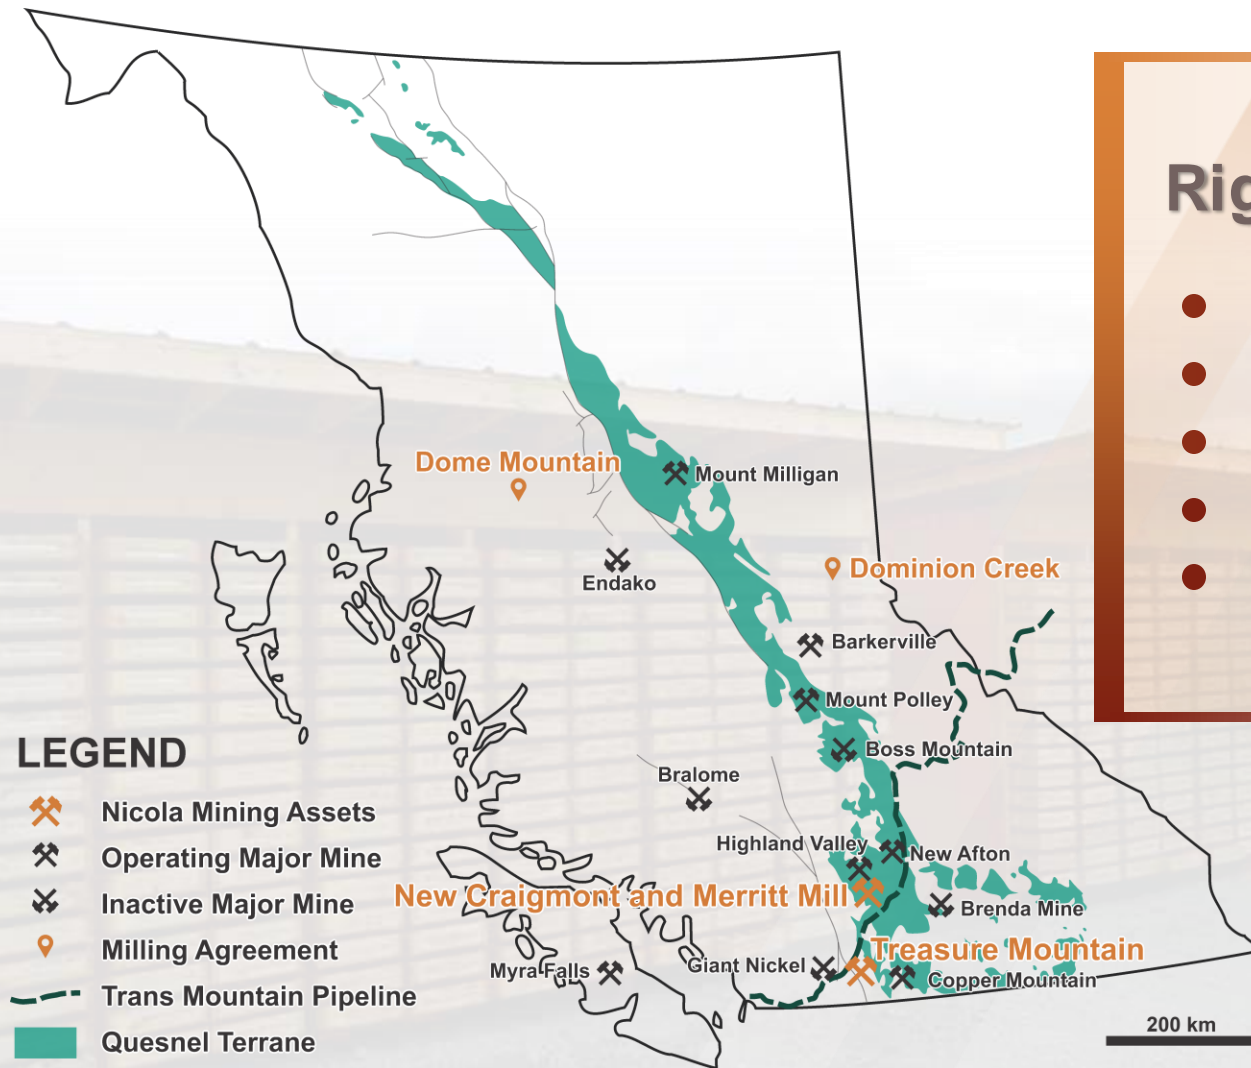 Rig
Dome Mountain
Mount Milligan
Endako
Dominion Creek
Barkerville
Mount Polley
Boss Mountain
Bralome
Highland Valley
New Afton
New Craigmont and Merritt Mill
Brenda Mine
Treasure Mountain
Giant Nickel
Myra Falls
Copper Mountain
LEGEND
Nicola Mining Assets
Operating Major Mine
Inactive Major Mine
Milling Agreement
Trans Mountain Pipeline
Quesnel Terrane
200 km